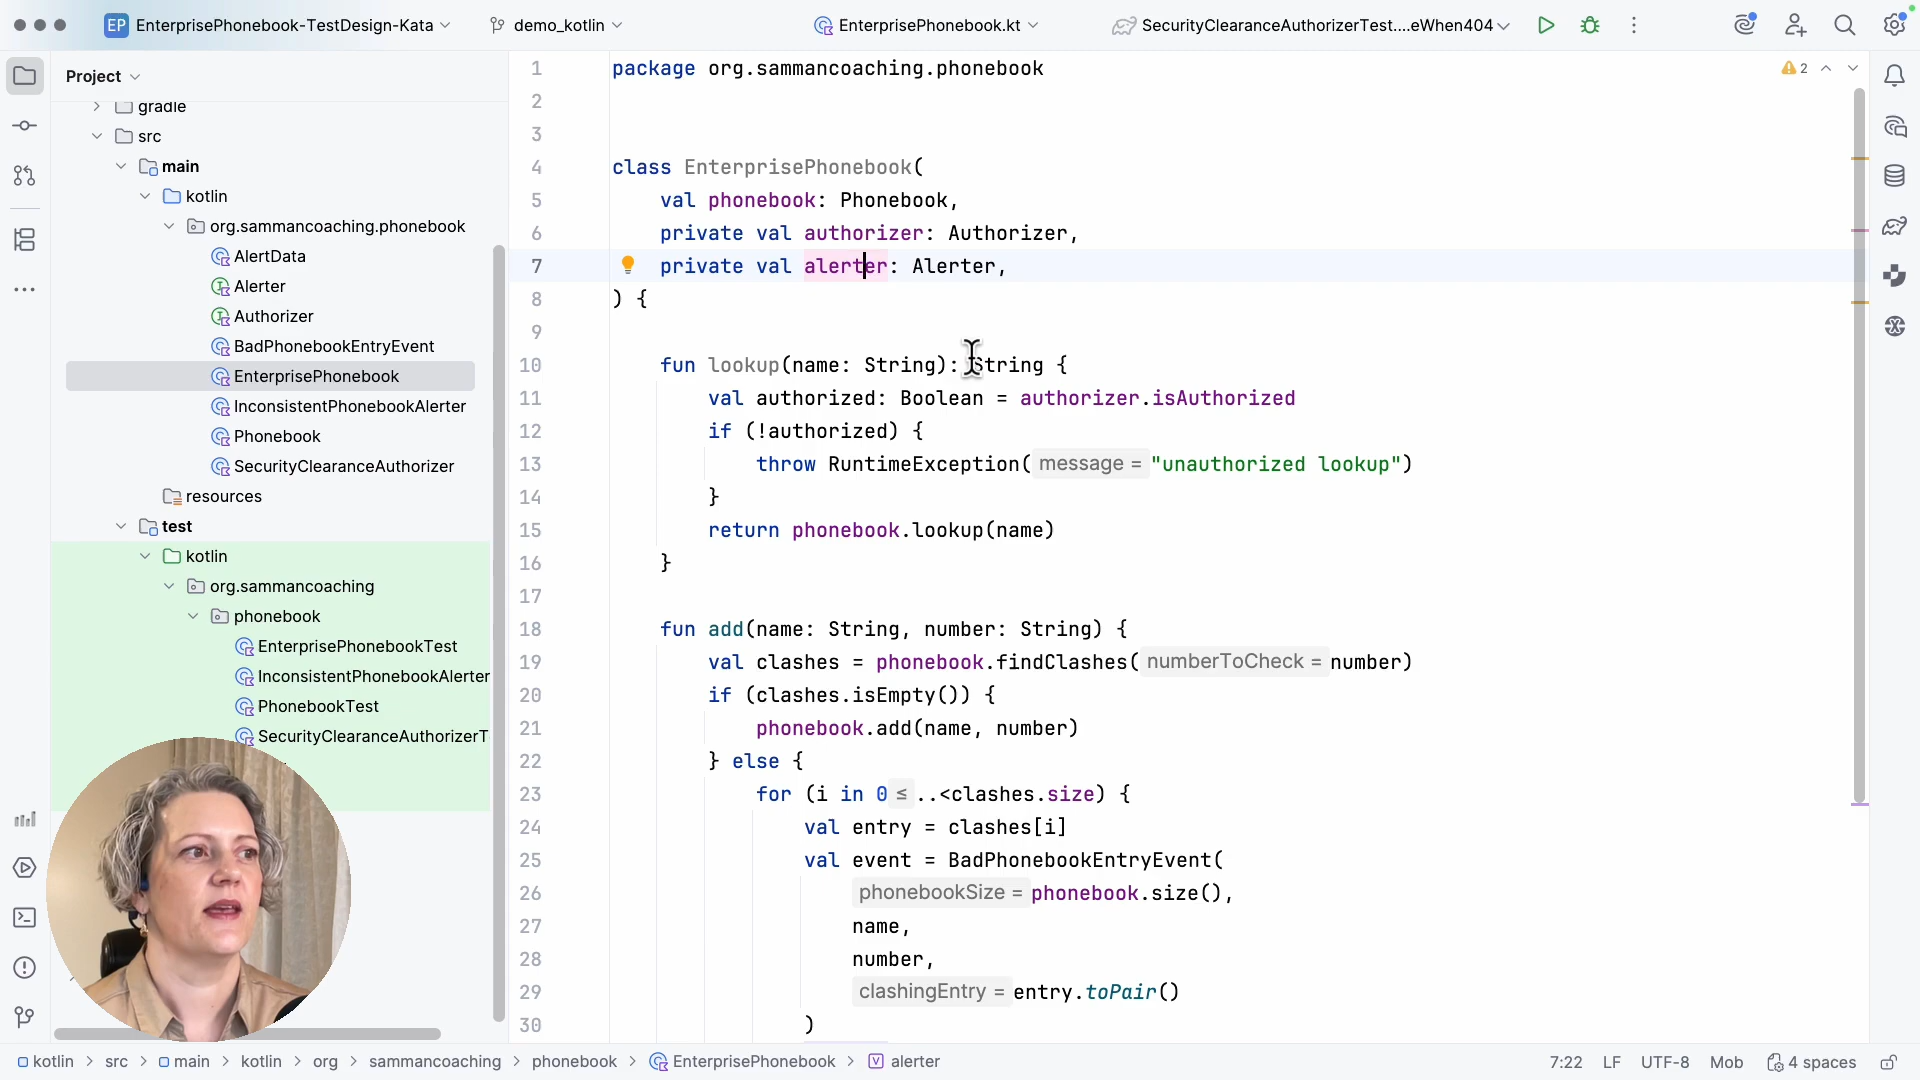 EP EnterprisePhonebook-TestDesign-Kata
demo_kotlin
EnterprisePhonebook.kt
SecurityClearanceAuthorizerTest....eWhen404
Project
gradle
src
main
kotlin
org.sammancoaching.phonebook
AlertData
Alerter
Authorizer
BadPhonebookEntryEvent
EnterprisePhonebook
InconsistentPhonebookAlerter
Phonebook
SecurityClearanceAuthorizer
resources
test
kotlin
org.sammancoaching
phonebook
EnterprisePhonebookTest
InconsistentPhonebookAlerter
PhonebookTest
SecurityClearanceAuthorizerT
2
1 package org.sammancoaching.phonebook
2
3
4 class EnterprisePhonebook(
5 val phonebook: Phonebook,
6 private val authorizer: Authorizer,
7 private val alerter: Alerter,
8 ) {
9
10 fun lookup(name: String): String {
11 val authorized: Boolean = authorizer.isAuthorized
12 if (!authorized) {
13 throw RuntimeException( message = "unauthorized lookup")
14 }
15 return phonebook.lookup(name)
16 }
17
18 fun add(name: String, number: String) {
19 val clashes = phonebook.findClashes( numberToCheck = number)
20 if (clashes.isEmpty()) {
21 phonebook.add(name, number)
22 } else {
23 for (i in 0 ≤ ..<clashes.size) {
24 val entry = clashes[i]
25 val event = BadPhonebookEntryEvent(
26 phonebookSize = phonebook.size(),
27 name,
28 number,
29 clashingEntry = entry.toPair()
30 )
kotlin > src > main > kotlin > org > sammancoaching > phonebook > EnterprisePhonebook > alerter
7:22 LF UTF-8 Mob 4 spaces